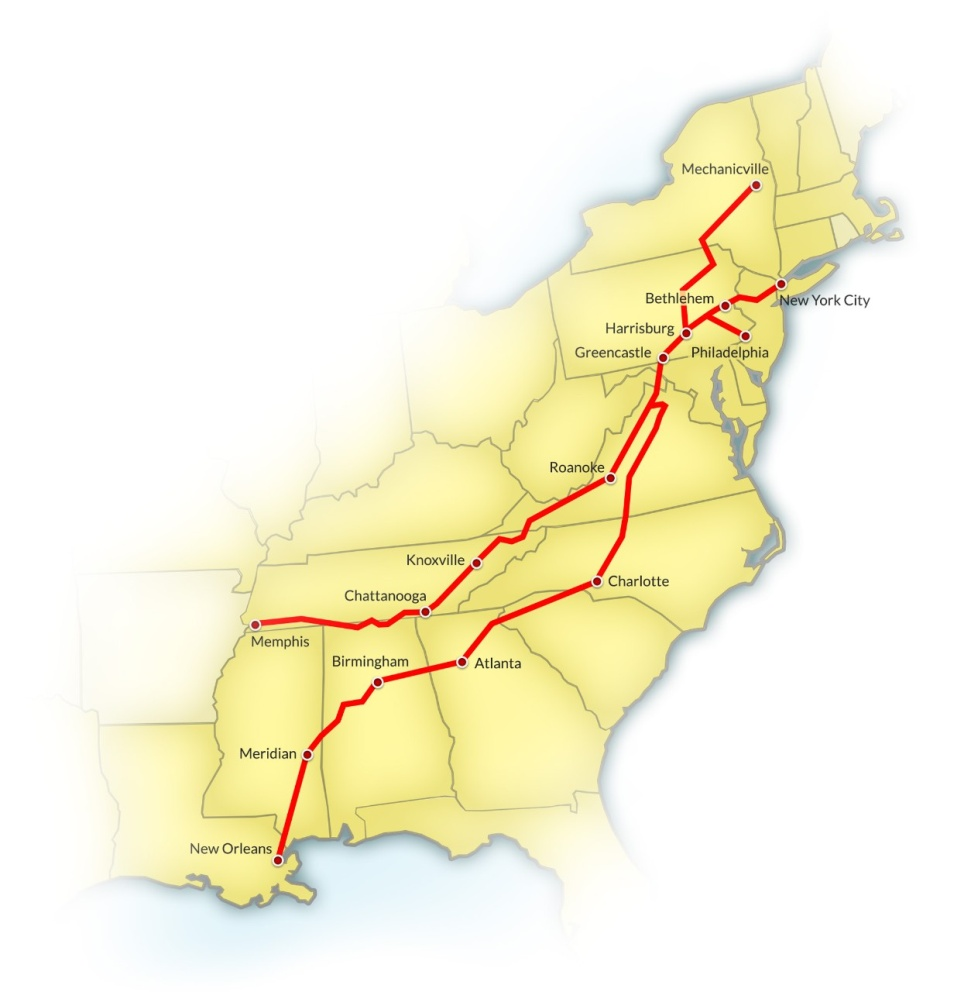 Mechanicville
Bethlehem
New York City
Harrisburg
Greencastle
Philadelphia
Roanoke
Knoxville
Charlotte
Chattanooga
Memphis
Birmingham
Atlanta
Meridian
New Orleans